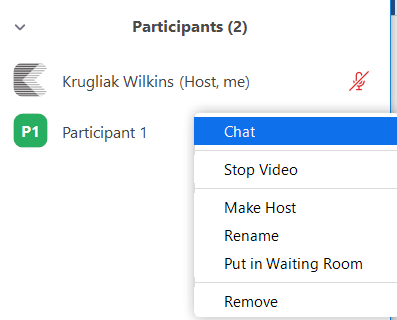 Participants (2)
Krugliak Wilkins (Host, me)
P1 Participant 1
Chat
Stop Video
Make Host
Rename
Put in Waiting Room
Remove